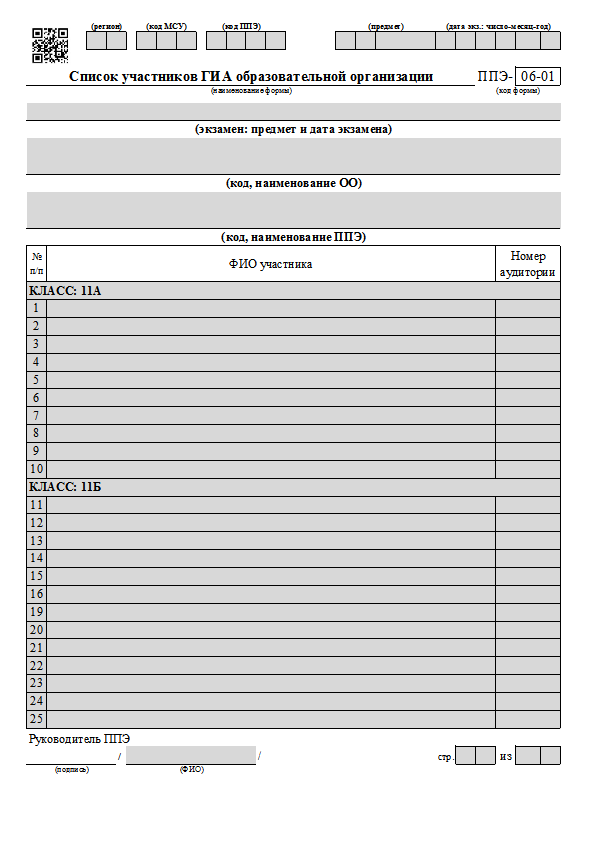 (регион) (код МСУ) (код ППЭ) (предмет) (дата экз.: число-месяц-год)
Список участников ГИА образовательной организации ППЭ- 06-01
(наименование формы) (код формы)
(экзамен: предмет и дата экзамена)
(код, наименование ОО)
(код, наименование ППЭ)
№ п/п ФИО участника Номер аудитории
КЛАСС: 11А
1
2
3
4
5
6
7
8
9
10
КЛАСС: 11Б
11
12
13
14
15
16
19
20
21
22
23
24
25
Руководитель ППЭ
/ / стр. из
(подпись) (ФИО)